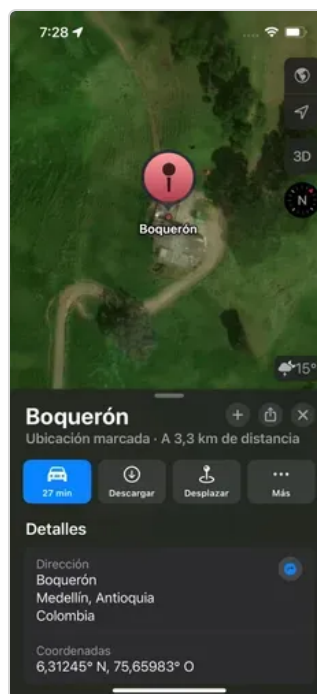 7:28
3D
N
Boquerón
15°
Boquerón
Ubicación marcada · A 3,3 km de distancia
27 min
Descargar
Desplazar
Más
Detalles
Dirección
Boquerón
Medellín, Antioquia
Colombia
Coordenadas
6,31245° N, 75,65983° O